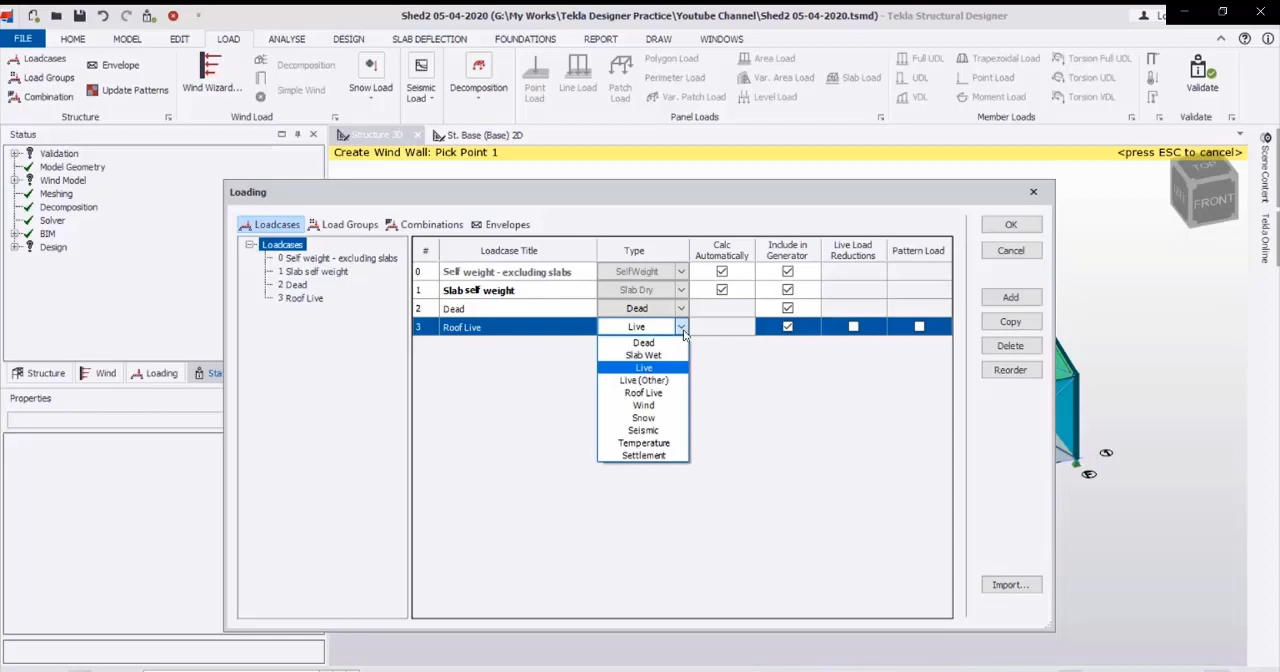 Shed2 05-04-2020 (G:\My Works\Tekla Designer Practice\Youtube Channel\Shed2 05-04-2020.tsmd) - Tekla Structural Designer
FILE HOME MODEL EDIT LOAD ANALYSE DESIGN SLAB DEFLECTION FOUNDATIONS REPORT DRAW WINDOWS
Loadcases
Load Groups
Combination
Envelope
Update Patterns
Structure
Wind Wizard...
Decomposition
Simple Wind
Wind Load
Snow Load
Seismic Load
Decomposition
Point Load
Line Load
Patch Load
Polygon Load
Perimeter Load
Var. Patch Load
Area Load
Var. Area Load
Level Load
Slab Load
Panel Loads
Full UDL
UDL
VDL
Trapezoidal Load
Point Load
Moment Load
Torsion Full UDL
Torsion UDL
Torsion VDL
Member Loads
Validate
Validate
Status
Structure 3D
St. Base (Base) 2D
Create Wind Wall: Pick Point 1
<press ESC to cancel>
Validation
Model Geometry
Wind Model
Meshing
Decomposition
Solver
BIM
Design
Structure Wind Loading Sta
Properties
TOP
FRONT
Scene Content
Tekla Online
Loading
Loadcases Load Groups Combinations Envelopes
Loadcases
0 Self weight - excluding slabs
1 Slab self weight
2 Dead
3 Roof Live
# Loadcase Title Type Calc Automatically Include in Generator Live Load Reductions Pattern Load
0 Self weight - excluding slabs SelfWeight
1 Slab self weight Slab Dry
2 Dead Dead
3 Roof Live Live
Dead
Slab Wet
Live
Live (Other)
Roof Live
Wind
Snow
Seismic
Temperature
Settlement
OK
Cancel
Add
Copy
Delete
Reorder
Import...